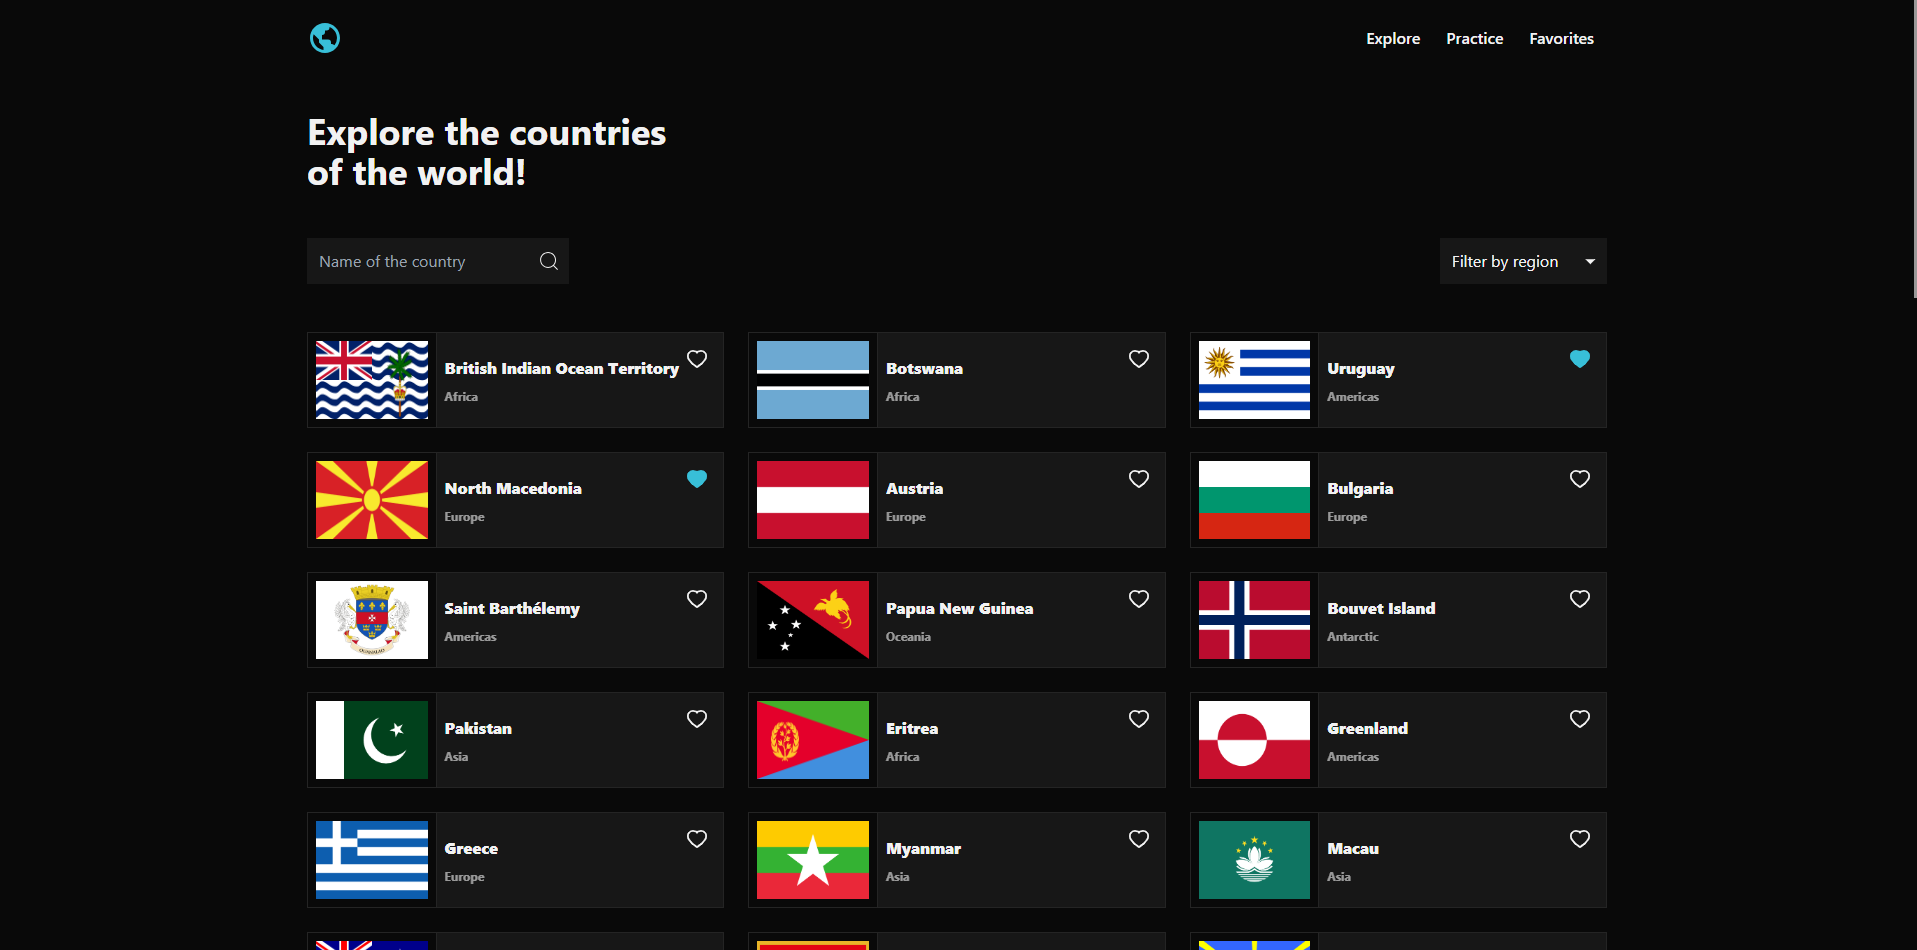 Explore
Practice
Favorites
Explore the countries
of the world!
Name of the country
Filter by region
British Indian Ocean Territory
Africa
Botswana
Africa
Uruguay
Americas
North Macedonia
Europe
Austria
Europe
Bulgaria
Europe
Saint Barthélemy
Americas
Papua New Guinea
Oceania
Bouvet Island
Antarctic
Pakistan
Asia
Eritrea
Africa
Greenland
Americas
Greece
Europe
Myanmar
Asia
Macau
Asia